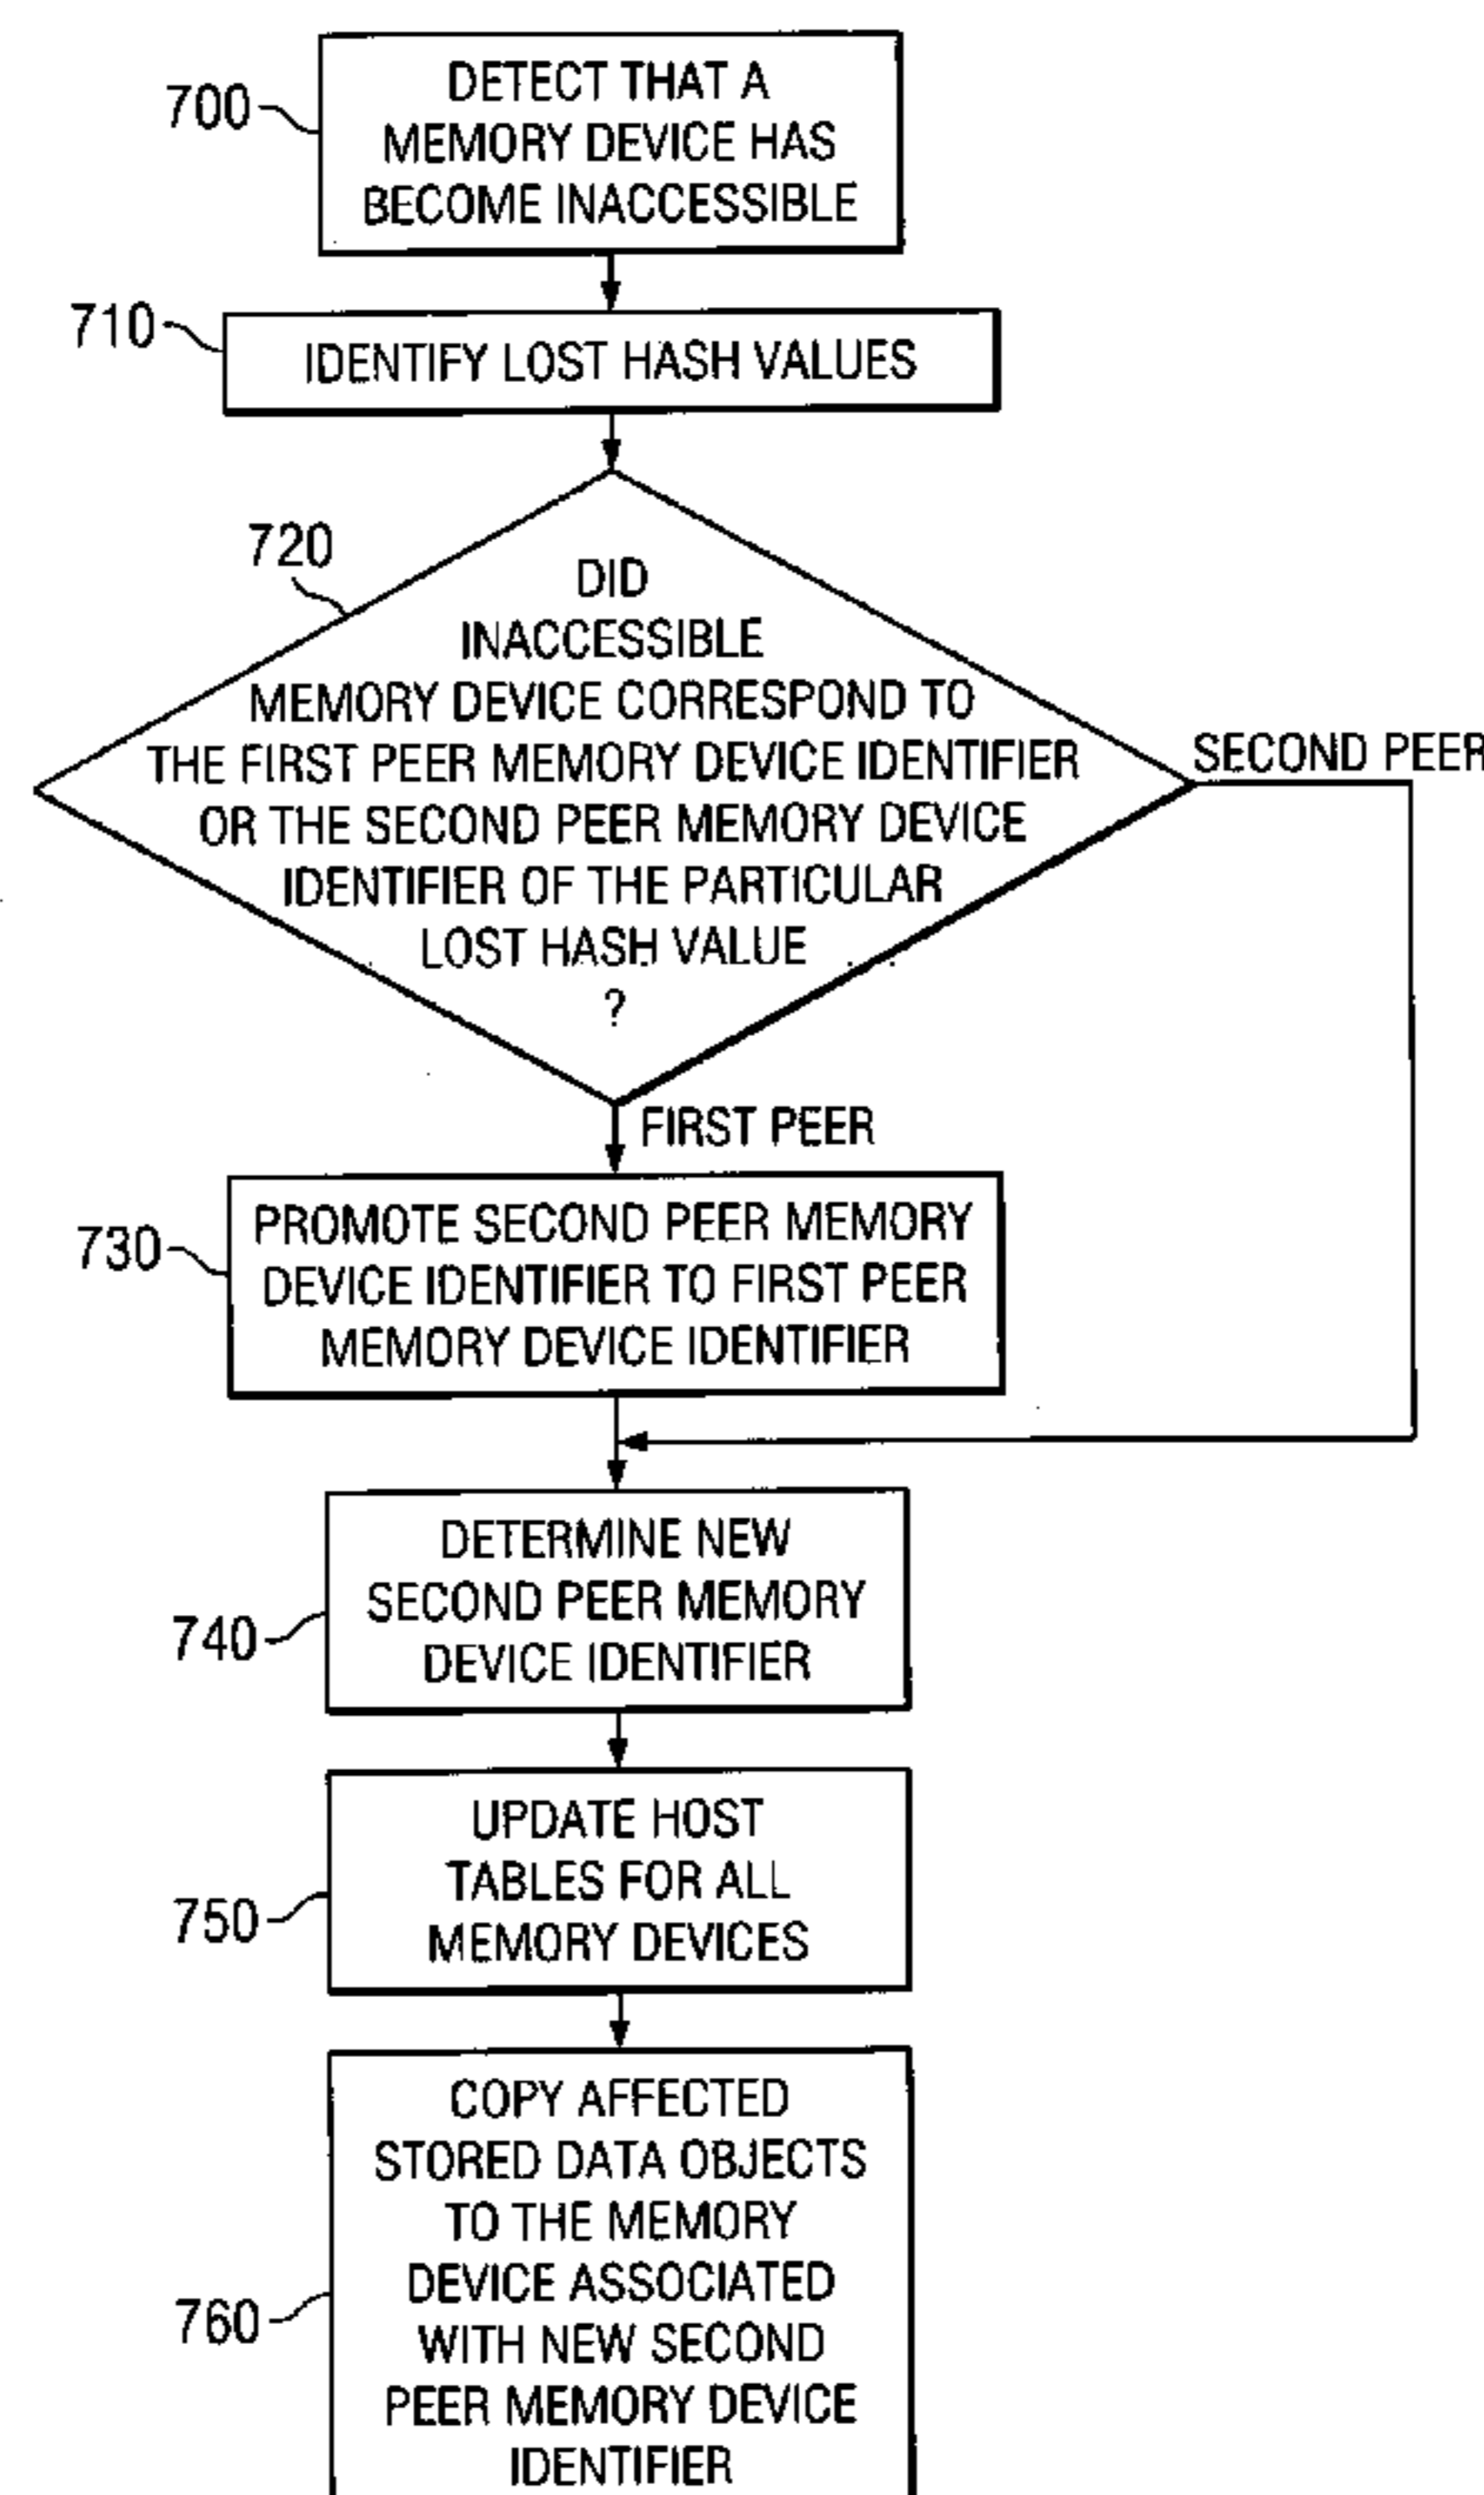 700
DETECT THAT A
MEMORY DEVICE HAS
BECOME INACCESSIBLE
710
IDENTIFY LOST HASH VALUES
720
DID
INACCESSIBLE
MEMORY DEVICE CORRESPOND TO
THE FIRST PEER MEMORY DEVICE IDENTIFIER
OR THE SECOND PEER MEMORY DEVICE
IDENTIFIER OF THE PARTICULAR
LOST HASH VALUE
?
SECOND PEER
FIRST PEER
730
PROMOTE SECOND PEER MEMORY
DEVICE IDENTIFIER TO FIRST PEER
MEMORY DEVICE IDENTIFIER
740
DETERMINE NEW
SECOND PEER MEMORY
DEVICE IDENTIFIER
750
UPDATE HOST
TABLES FOR ALL
MEMORY DEVICES
760
COPY AFFECTED
STORED DATA OBJECTS
TO THE MEMORY
DEVICE ASSOCIATED
WITH NEW SECOND
PEER MEMORY DEVICE
IDENTIFIER